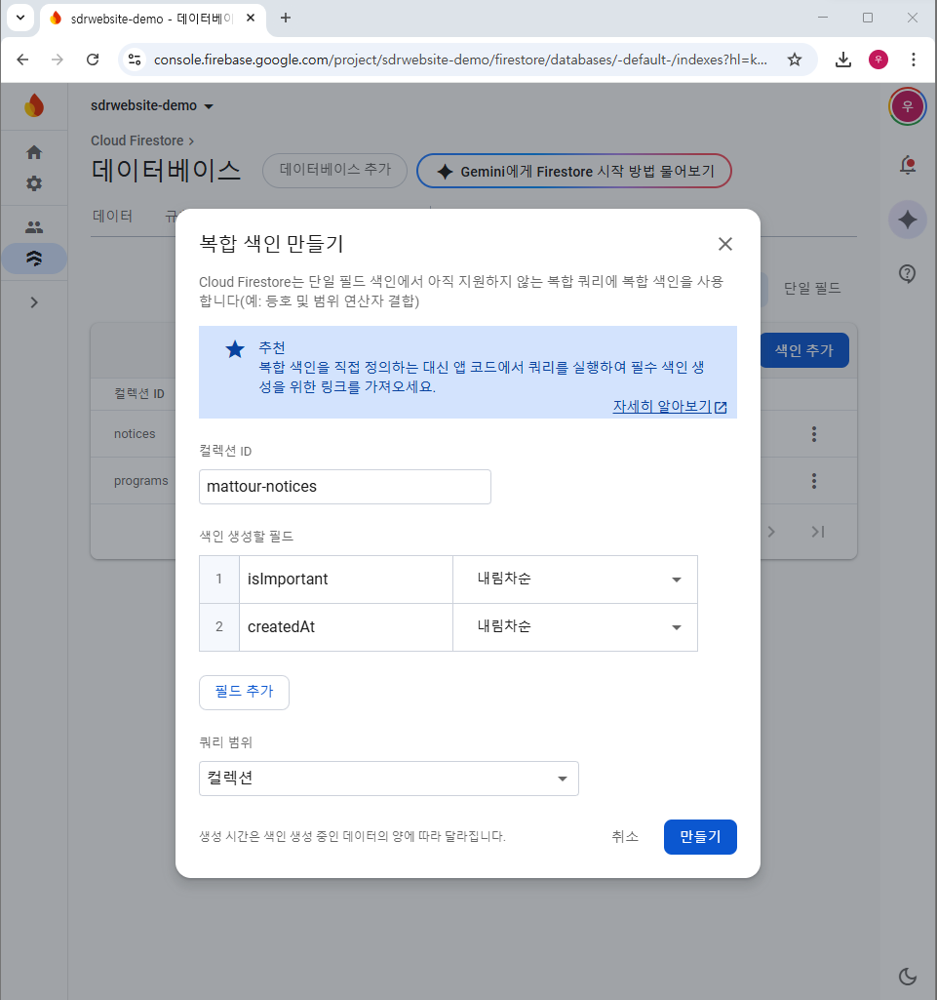 sdrwebsite-demo - 데이터베이
console.firebase.google.com/project/sdrwebsite-demo/firestore/databases/-default-/indexes?hl=k...
우
sdrwebsite-demo
우
Cloud Firestore
데이터베이스
데이터베이스 추가
Gemini에게 Firestore 시작 방법 물어보기
데이터
복합 색인 만들기
Cloud Firestore는 단일 필드 색인에서 아직 지원하지 않는 복합 쿼리에 복합 색인을 사용
합니다(예: 등호 및 범위 연산자 결합)
단일 필드
추천
복합 색인을 직접 정의하는 대신 앱 코드에서 쿼리를 실행하여 필수 색인 생
성을 위한 링크를 가져오세요.
자세히 알아보기
색인 추가
컬렉션 ID
notices
programs
컬렉션 ID
mattour-notices
색인 생성할 필드
1 isImportant 내림차순
2 createdAt 내림차순
필드 추가
쿼리 범위
컬렉션
생성 시간은 색인 생성 중인 데이터의 양에 따라 달라집니다.
취소
만들기